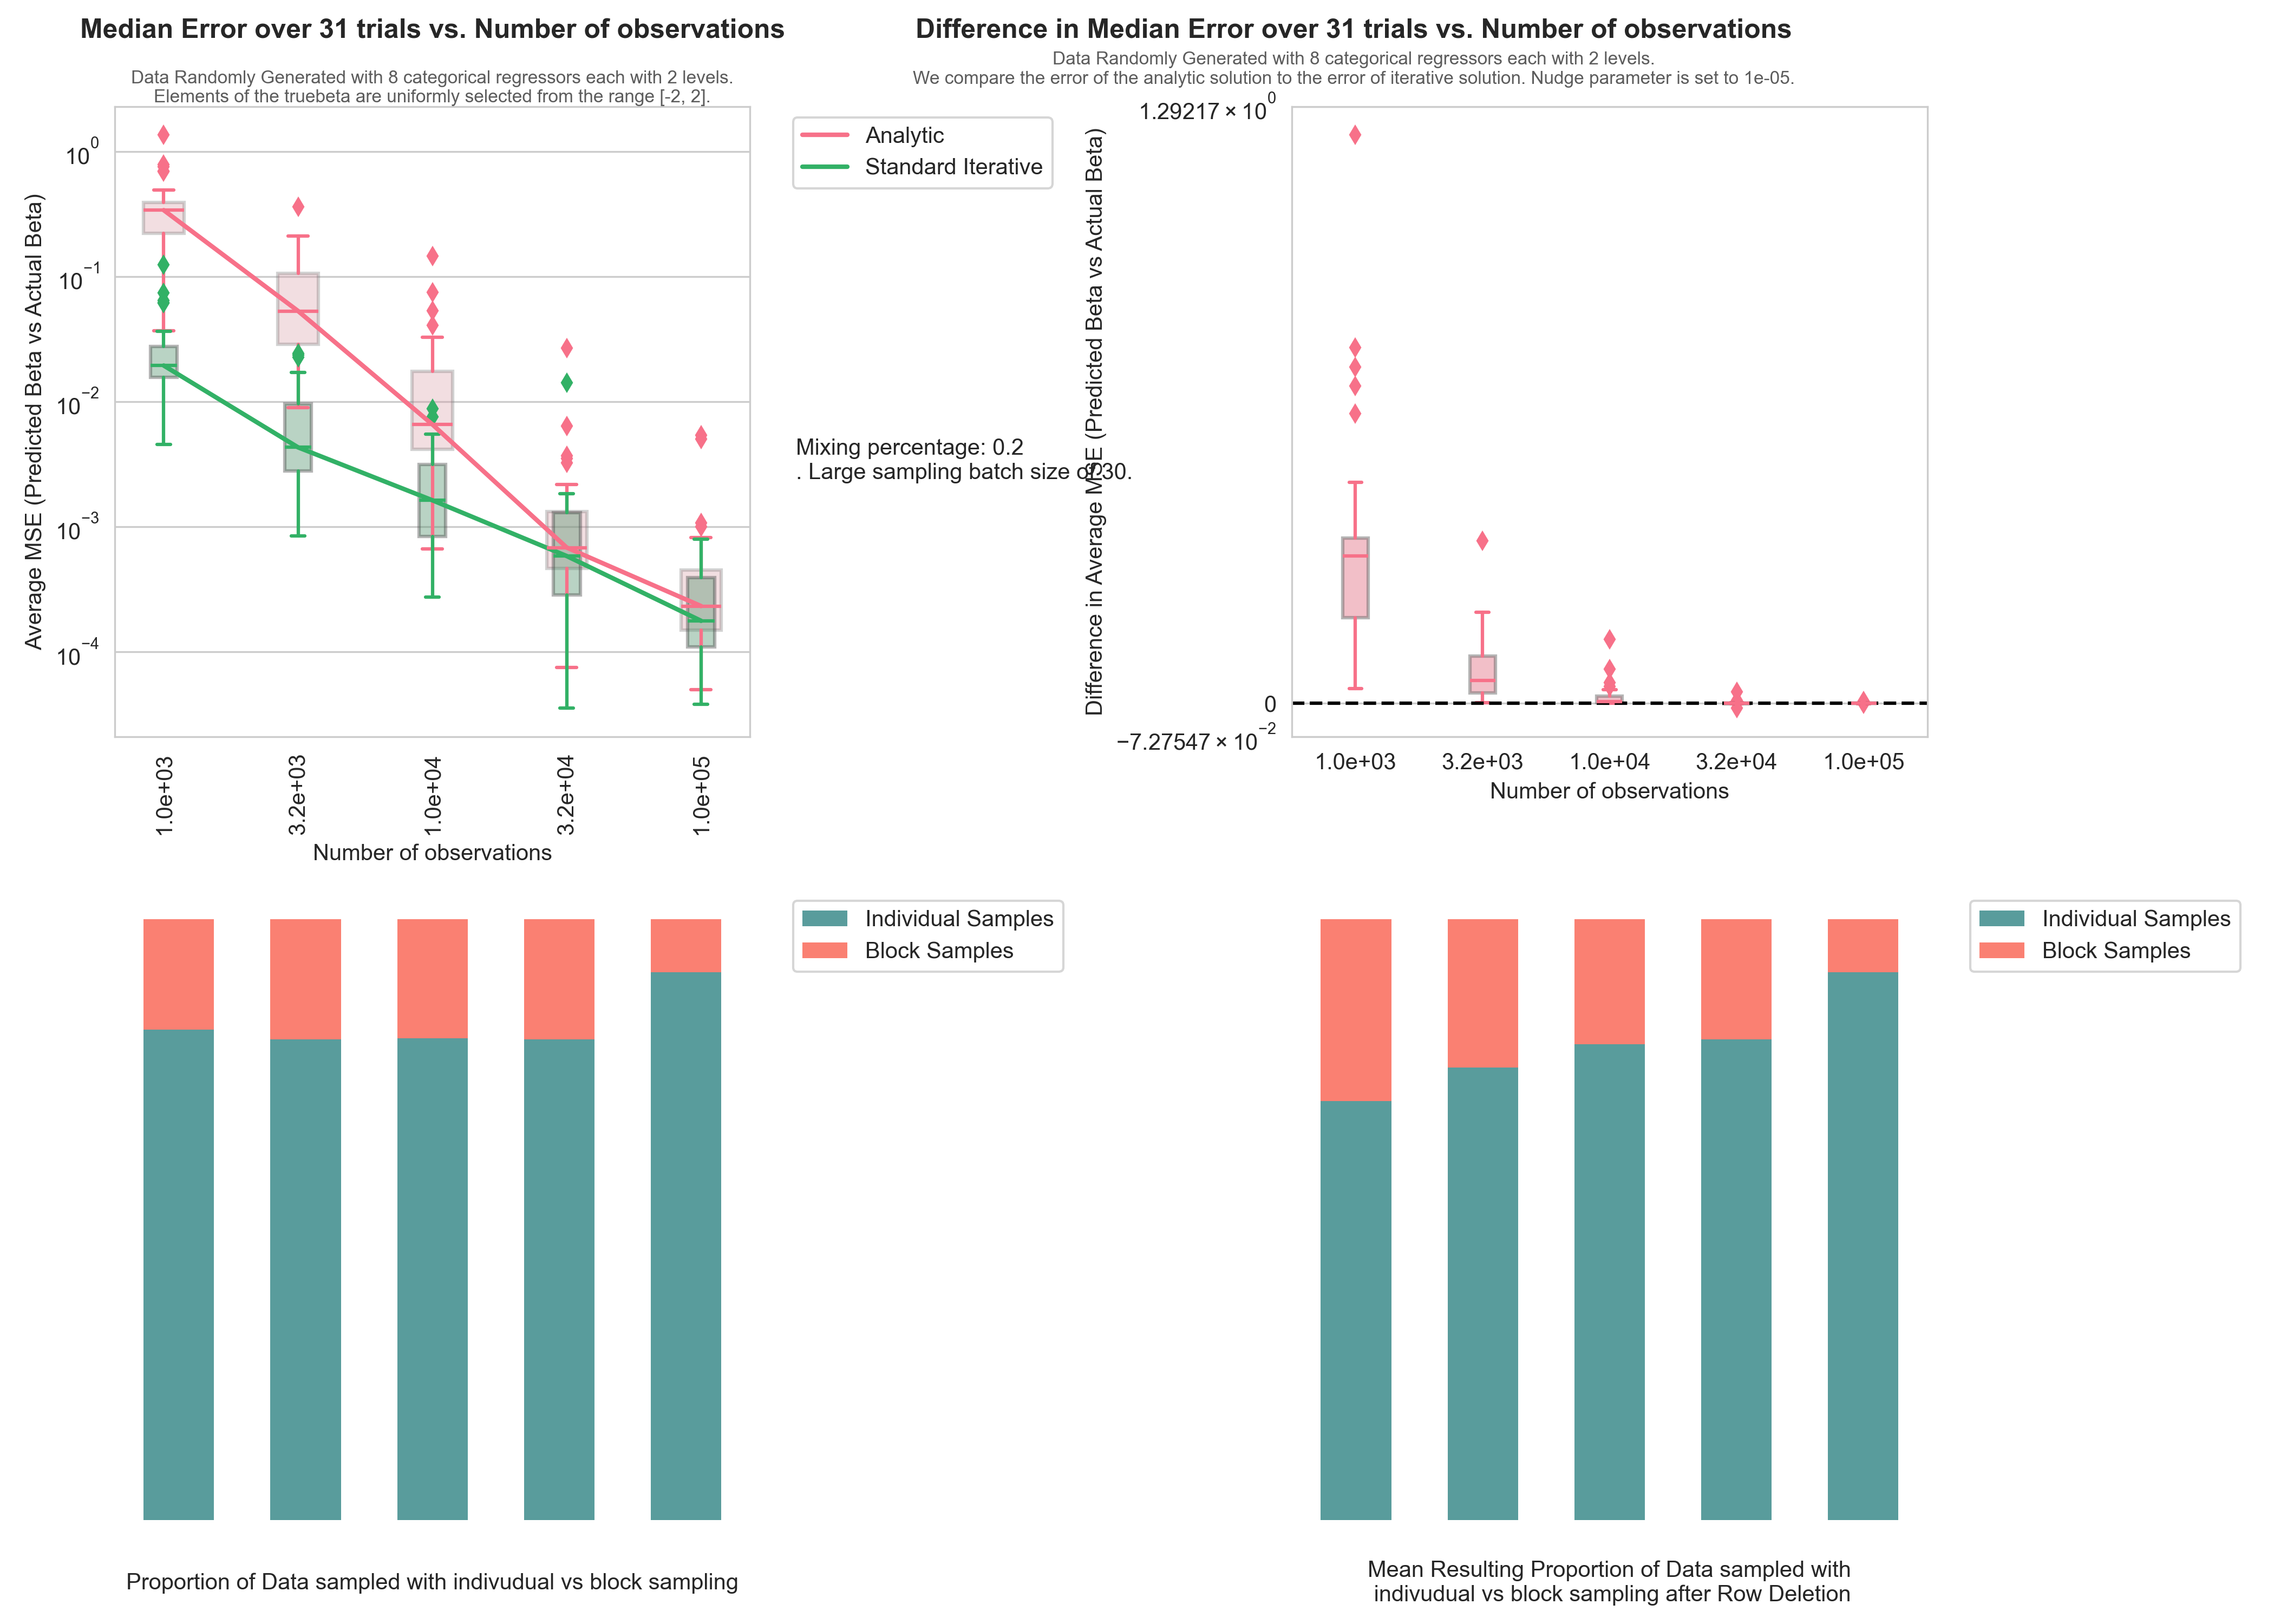 Median Error over 31 trials vs. Number of observations
Data Randomly Generated with 8 categorical regressors each with 2 levels.
Elements of the truebeta are uniformly selected from the range [-2, 2].
Average MSE (Predicted Beta vs Actual Beta)
10^0
10^−1
10^−2
10^−3
10^−4
1.0e+03
3.2e+03
1.0e+04
3.2e+04
1.0e+05
Number of observations
Analytic
Standard Iterative
Mixing percentage: 0.2
. Large sampling batch size of 30.
Difference in Median Error over 31 trials vs. Number of observations
Data Randomly Generated with 8 categorical regressors each with 2 levels.
We compare the error of the analytic solution to the error of iterative solution. Nudge parameter is set to 1e-05.
Difference in Average MSE (Predicted Beta vs Actual Beta)
1.29217 × 10^0
0
−7.27547 × 10^−2
1.0e+03
3.2e+03
1.0e+04
3.2e+04
1.0e+05
Number of observations
Individual Samples
Block Samples
Proportion of Data sampled with indivudual vs block sampling
Individual Samples
Block Samples
Mean Resulting Proportion of Data sampled with
indivudual vs block sampling after Row Deletion